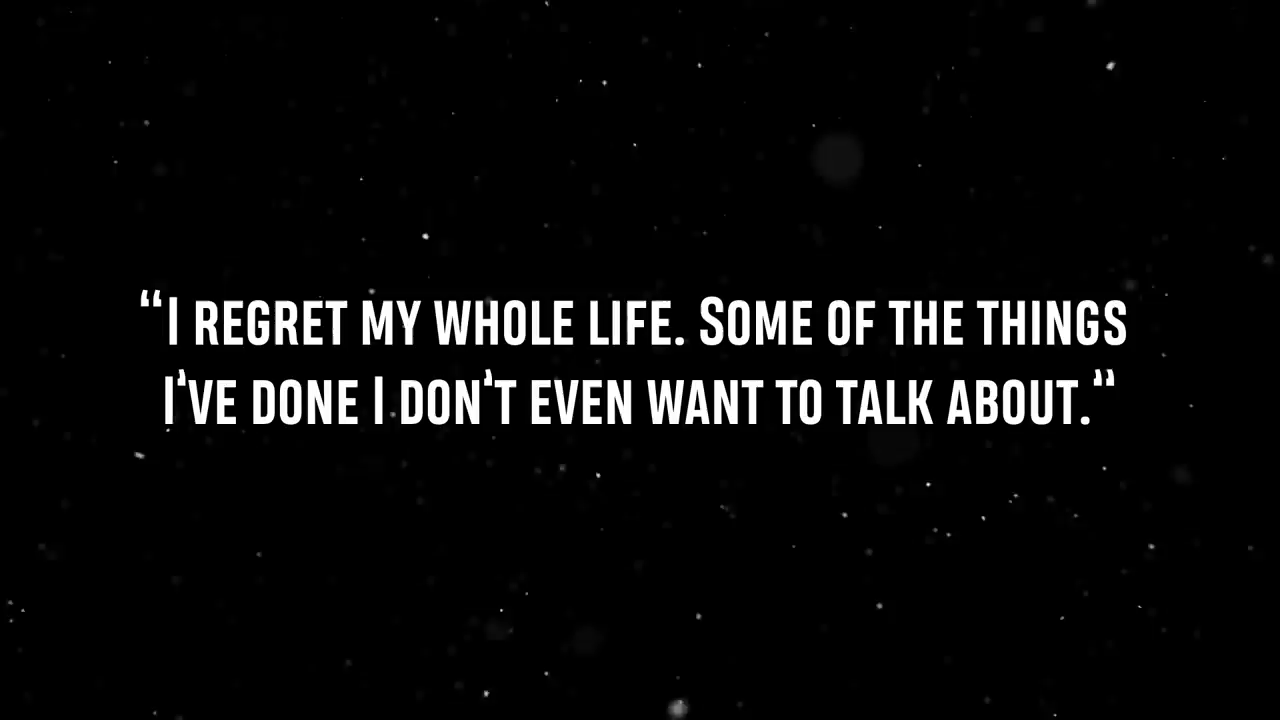 “I regret my whole life. Some of the things
I’ve done I don’t even want to talk about.”